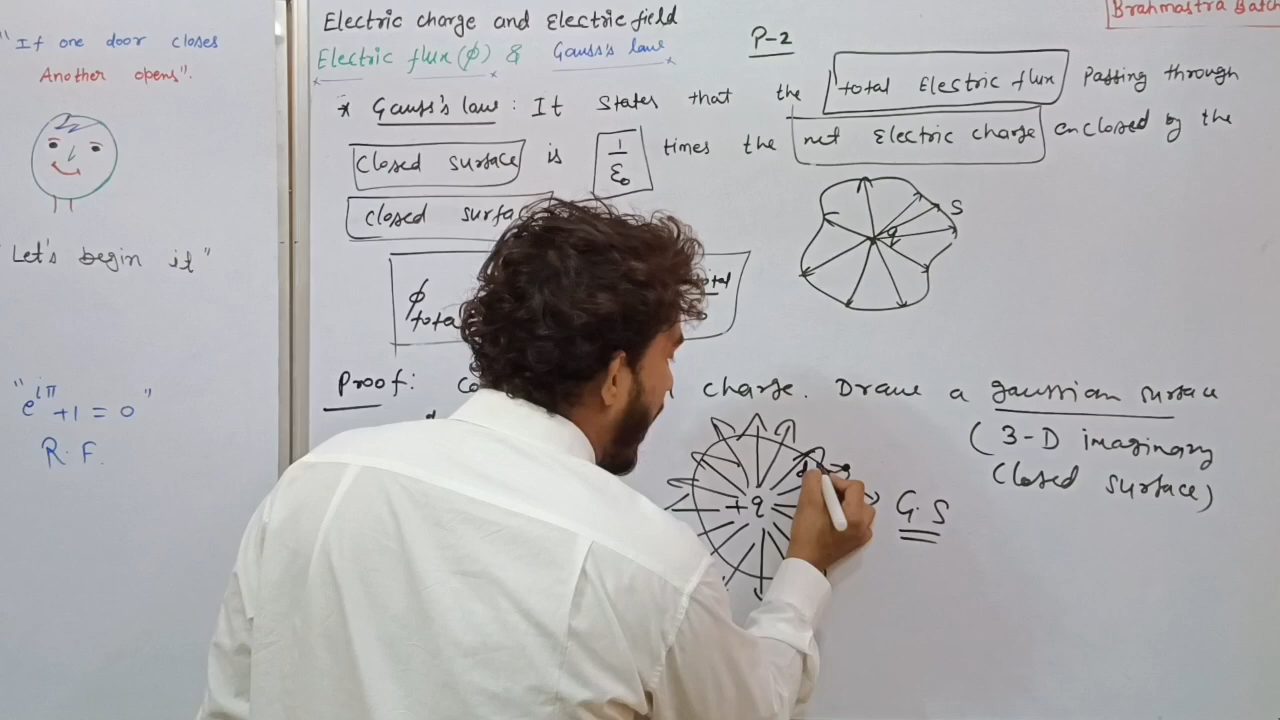 "If one door closes
Another opens".
Let's begin it"
"e^iπ +1 = 0"
R.F.
Electric charge and Electric field
Brahmastra Batch
Electric flux(ϕ) & Gauss's law
P-2
* Gauss's law : It states that the total Electric flux passing through
closed surface is 1/ε₀ times the net Electric charge enclosed by the
closed surfa
S
q
ϕ total
total
Proof: charge. Draw a gaussian surface
(3-D imaginary
closed surface)
+q
G.S